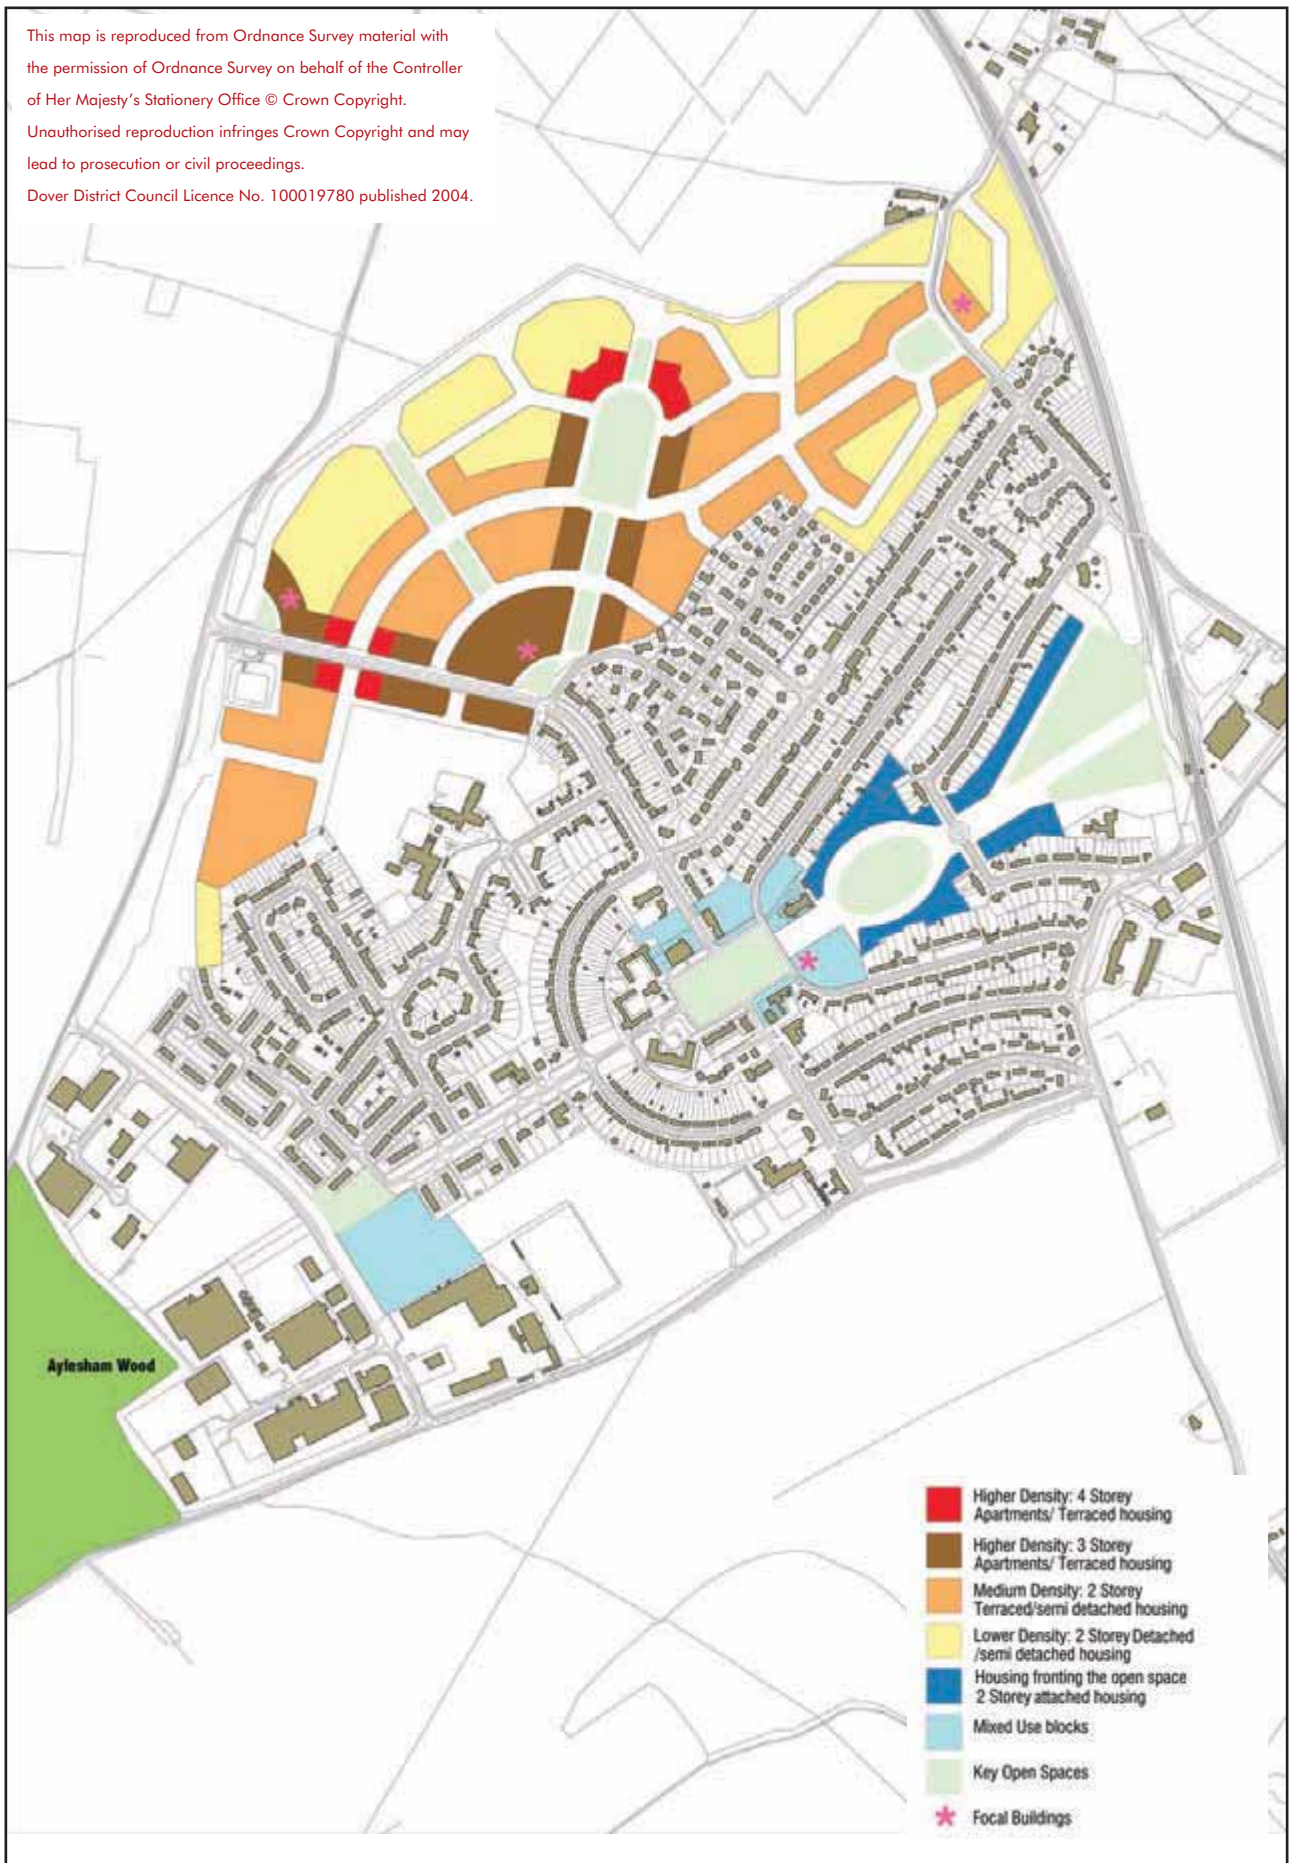 This map is reproduced from Ordnance Survey material with
the permission of Ordnance Survey on behalf of the Controller
of Her Majesty's Stationery Office © Crown Copyright.
Unauthorised reproduction infringes Crown Copyright and may
lead to prosecution or civil proceedings.
Dover District Council Licence No. 100019780 published 2004.
Aylesham Wood
Higher Density: 4 Storey
Apartments/ Terraced housing
Higher Density: 3 Storey
Apartments/ Terraced housing
Medium Density: 2 Storey
Terraced/semi detached housing
Lower Density: 2 Storey Detached
/semi detached housing
Housing fronting the open space
2 Storey attached housing
Mixed Use blocks
Key Open Spaces
Focal Buildings